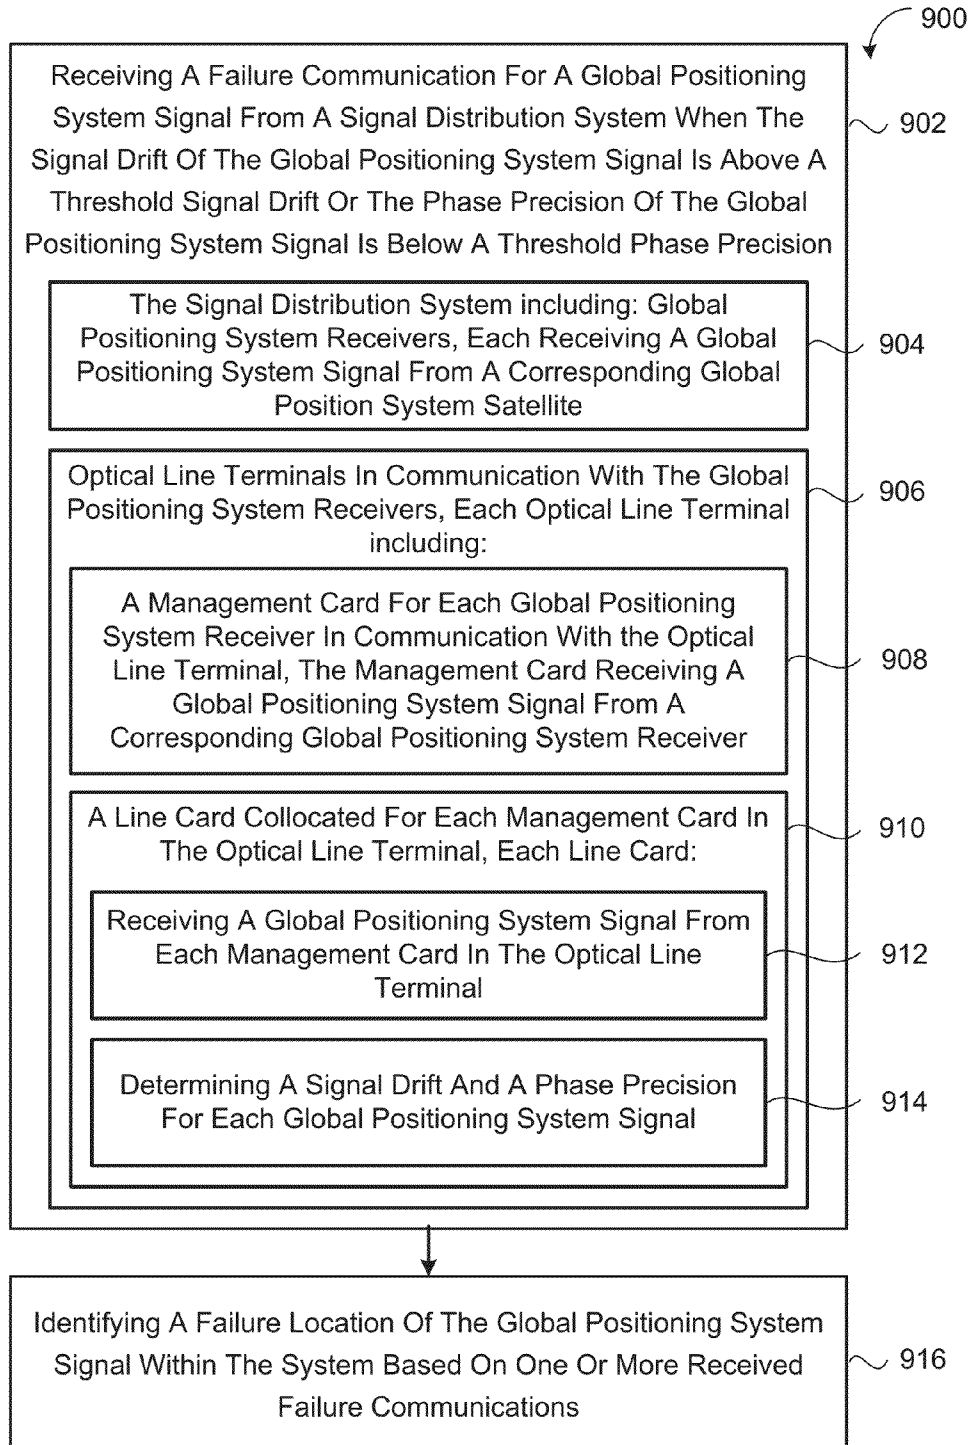 900
Receiving A Failure Communication For A Global Positioning
System Signal From A Signal Distribution System When The
Signal Drift Of The Global Positioning System Signal Is Above A
Threshold Signal Drift Or The Phase Precision Of The Global
Positioning System Signal Is Below A Threshold Phase Precision
902
The Signal Distribution System including: Global
Positioning System Receivers, Each Receiving A Global
Positioning System Signal From A Corresponding Global
Position System Satellite
904
Optical Line Terminals In Communication With The Global
Positioning System Receivers, Each Optical Line Terminal
including:
906
A Management Card For Each Global Positioning
System Receiver In Communication With the Optical
Line Terminal, The Management Card Receiving A
Global Positioning System Signal From A
Corresponding Global Positioning System Receiver
908
A Line Card Collocated For Each Management Card In
The Optical Line Terminal, Each Line Card:
910
Receiving A Global Positioning System Signal From
Each Management Card In The Optical Line
Terminal
912
Determining A Signal Drift And A Phase Precision
For Each Global Positioning System Signal
914
Identifying A Failure Location Of The Global Positioning System
Signal Within The System Based On One Or More Received
Failure Communications
916